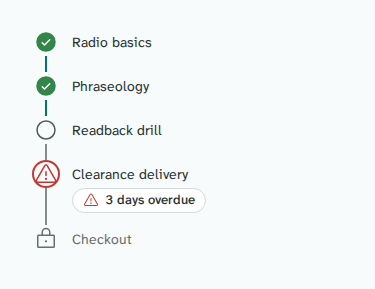 Radio basics
Phraseology
Readback drill
Clearance delivery
3 days overdue
Checkout